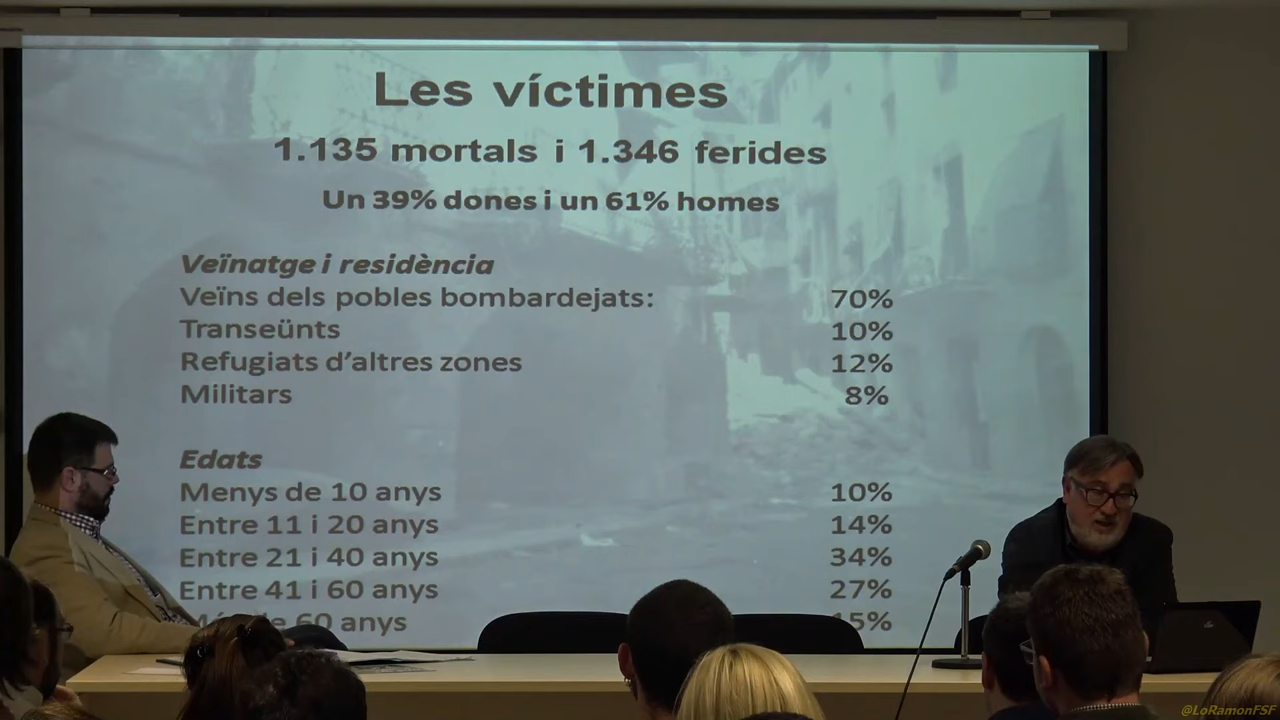 Les víctimes
1.135 mortals i 1.346 ferides
Un 39% dones i un 61% homes
Veïnatge i residència
Veïns dels pobles bombardejats: 70%
Transeünts 10%
Refugiats d'altres zones 12%
Militars 8%
Edats
Menys de 10 anys 10%
Entre 11 i 20 anys 14%
Entre 21 i 40 anys 34%
Entre 41 i 60 anys 27%
60 anys 15%
@LoRamonFSF